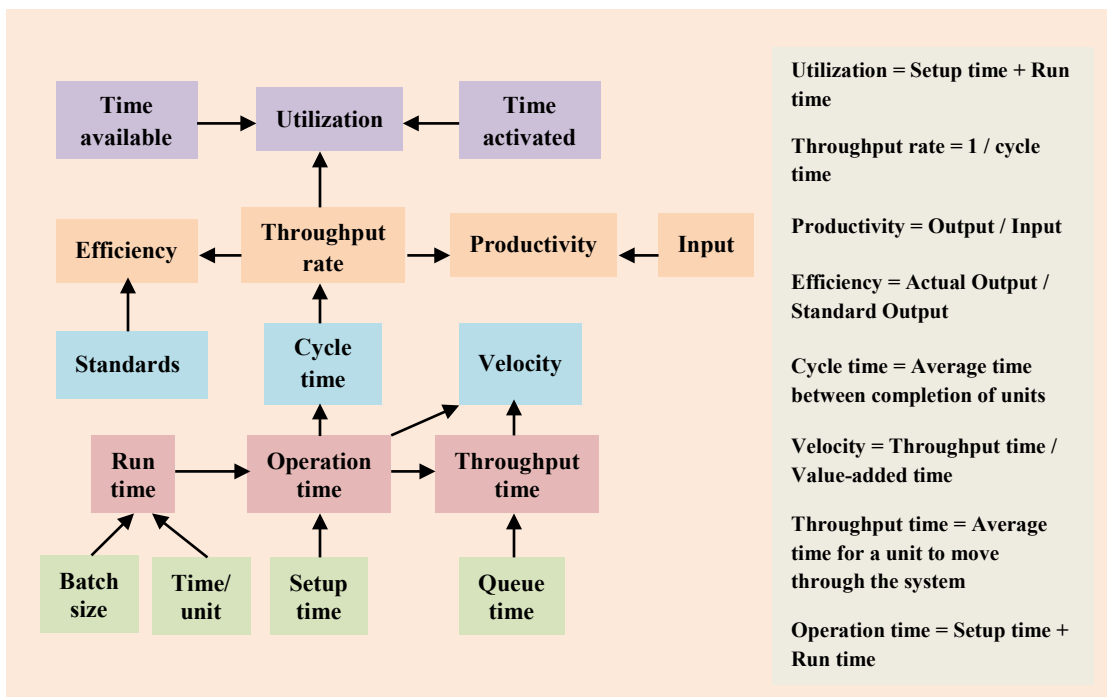 Time
available
Utilization
Time
activated
Efficiency
Throughput
rate
Productivity
Input
Standards
Cycle
time
Velocity
Run
time
Operation
time
Throughput
time
Batch
size
Time/
unit
Setup
time
Queue
time
Utilization = Setup time + Run
time
Throughput rate = 1 / cycle
time
Productivity = Output / Input
Efficiency = Actual Output /
Standard Output
Cycle time = Average time
between completion of units
Velocity = Throughput time /
Value-added time
Throughput time = Average
time for a unit to move
through the system
Operation time = Setup time +
Run time